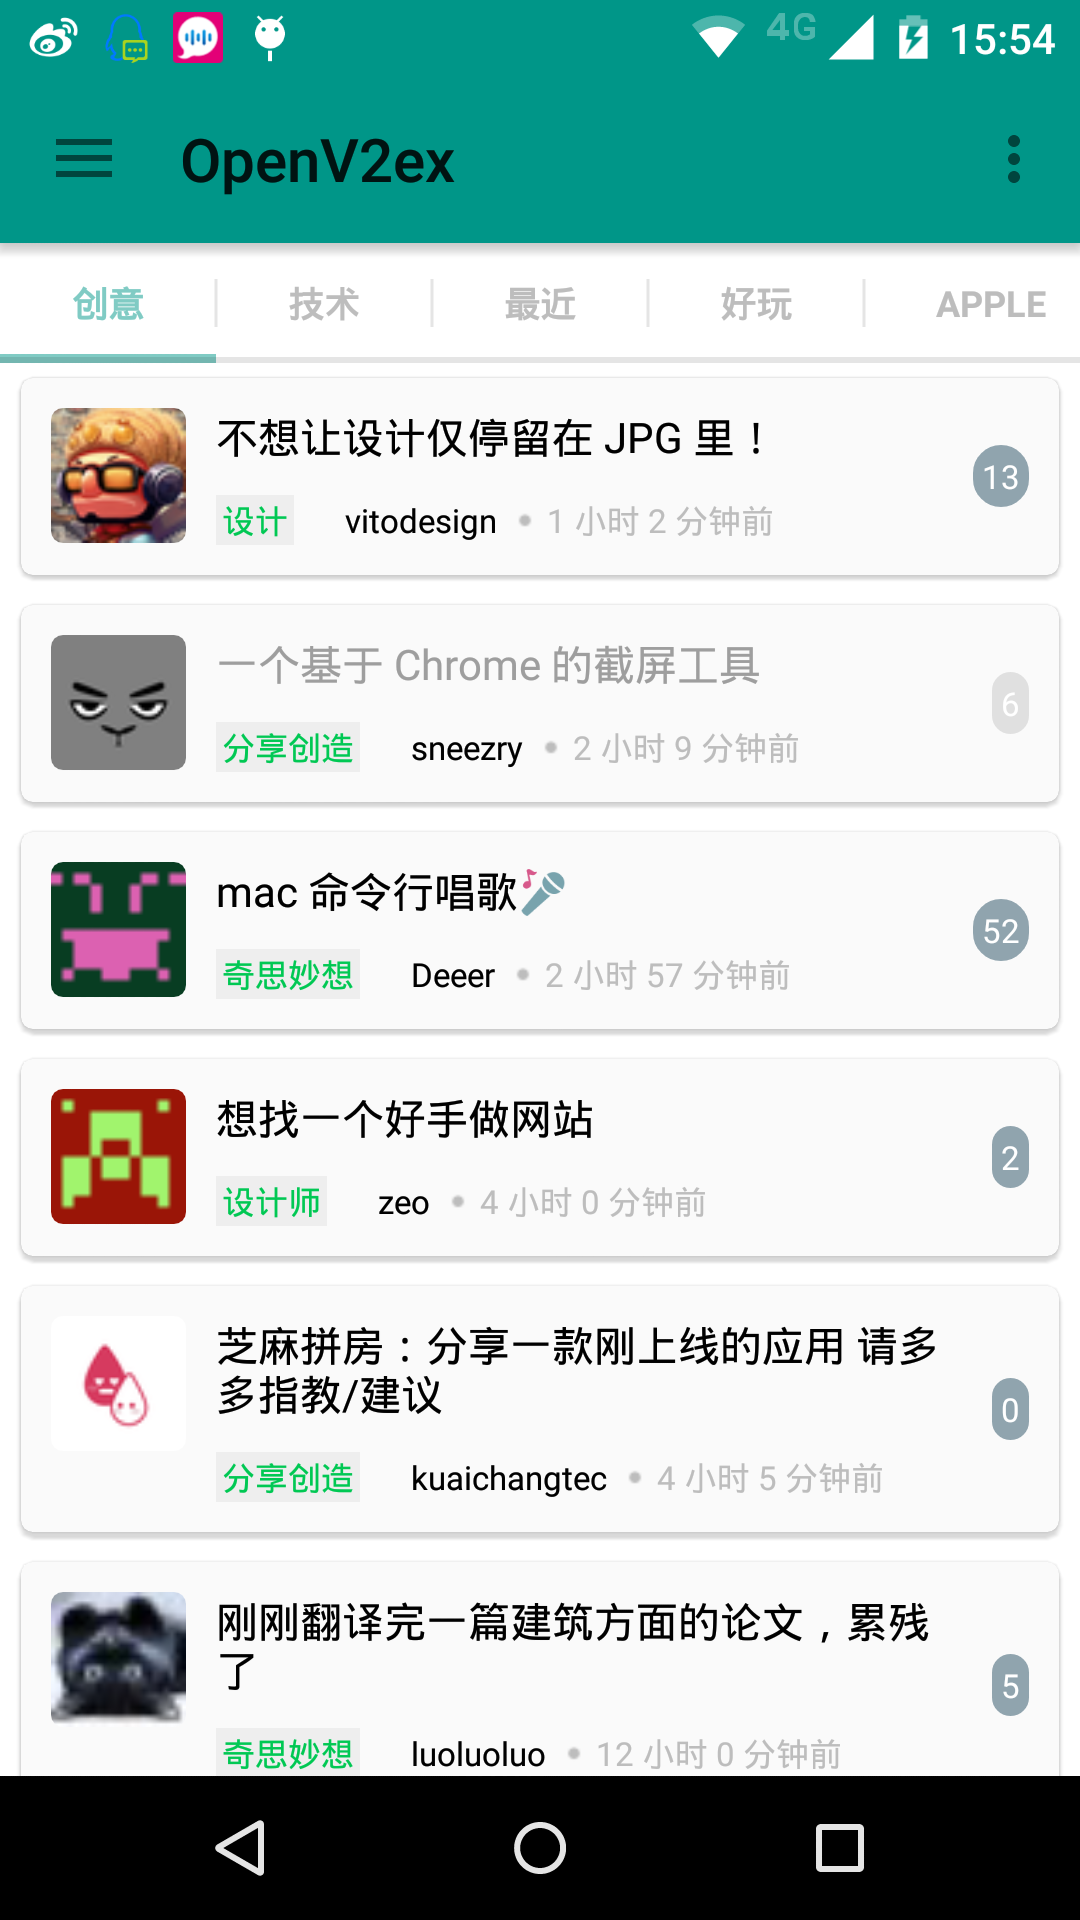 4G 15:54
OpenV2ex
创意 技术 最近 好玩 APPLE
不想让设计仅停留在 JPG 里！
13
设计 vitodesign • 1 小时 2 分钟前
一个基于 Chrome 的截屏工具
6
分享创造 sneezry • 2 小时 9 分钟前
mac 命令行唱歌🎤
52
奇思妙想 Deeer • 2 小时 57 分钟前
想找一个好手做网站
2
设计师 zeo • 4 小时 0 分钟前
芝麻拼房：分享一款刚上线的应用 请多
多指教/建议
0
分享创造 kuaichangtec • 4 小时 5 分钟前
刚刚翻译完一篇建筑方面的论文，累残
了
5
奇思妙想 luoluoluo • 12 小时 0 分钟前